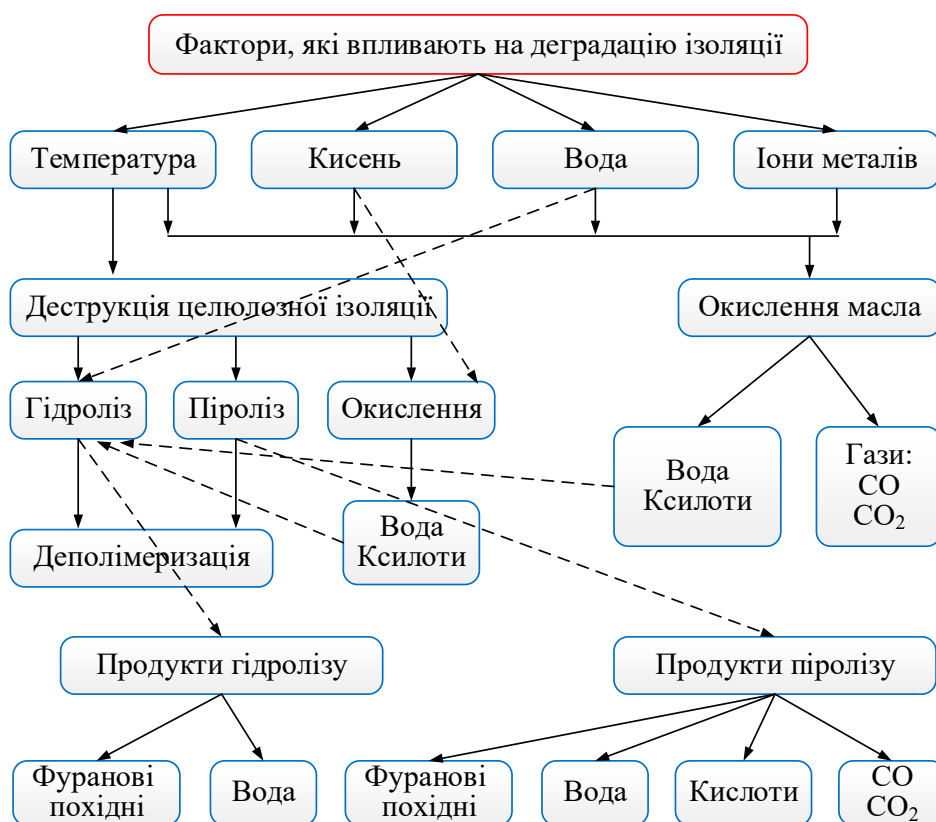 Фактори, які впливають на деградацію ізоляції
Температура
Кисень
Вода
Іони металів
Деструкція целюлозної ізоляції
Окислення масла
Гідроліз
Піроліз
Окислення
Вода
Ксилоти
Гази:
CO
CO₂
Вода
Ксилоти
Деполімеризація
Продукти гідролізу
Продукти піролізу
Фуранові
похідні
Вода
Фуранові
похідні
Вода
Кислоти
CO
CO₂